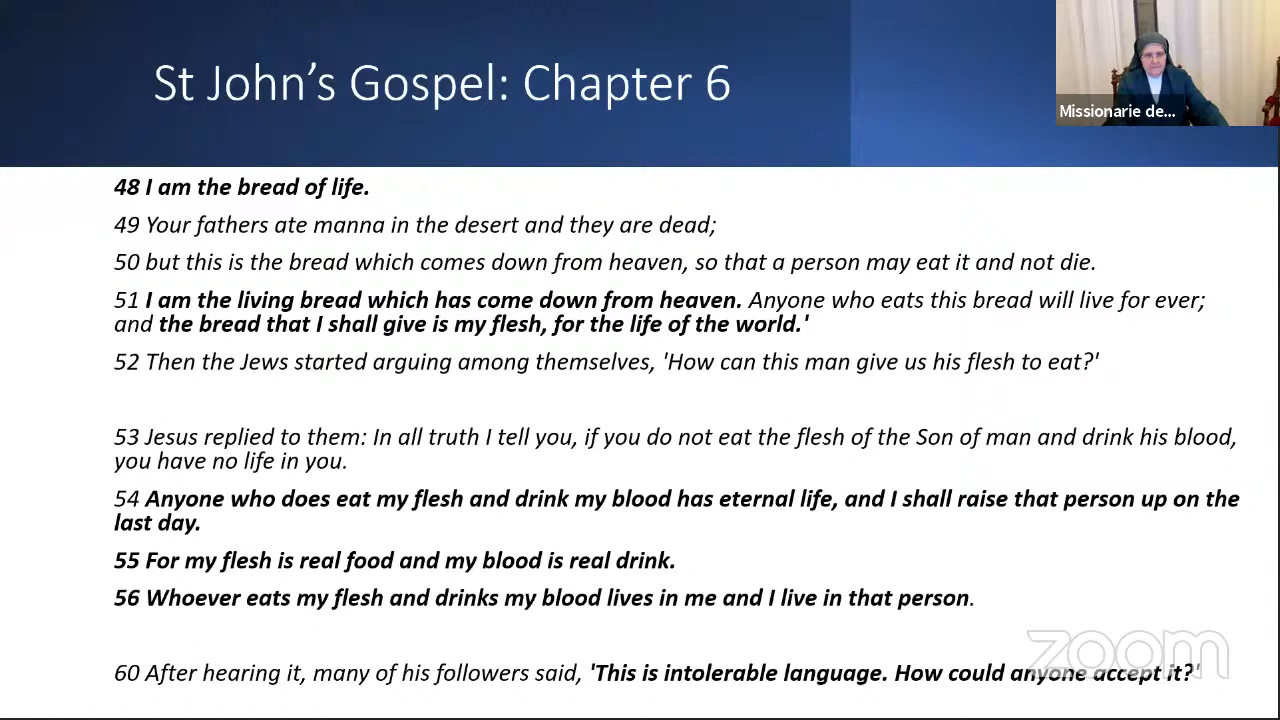 St John’s Gospel: Chapter 6
Missionarie de...
48 I am the bread of life.
49 Your fathers ate manna in the desert and they are dead;
50 but this is the bread which comes down from heaven, so that a person may eat it and not die.
51 I am the living bread which has come down from heaven. Anyone who eats this bread will live for ever;
and the bread that I shall give is my flesh, for the life of the world.'
52 Then the Jews started arguing among themselves, 'How can this man give us his flesh to eat?'
53 Jesus replied to them: In all truth I tell you, if you do not eat the flesh of the Son of man and drink his blood,
you have no life in you.
54 Anyone who does eat my flesh and drink my blood has eternal life, and I shall raise that person up on the
last day.
55 For my flesh is real food and my blood is real drink.
56 Whoever eats my flesh and drinks my blood lives in me and I live in that person.
60 After hearing it, many of his followers said, 'This is intolerable language. How could anyone accept it?'
zoom